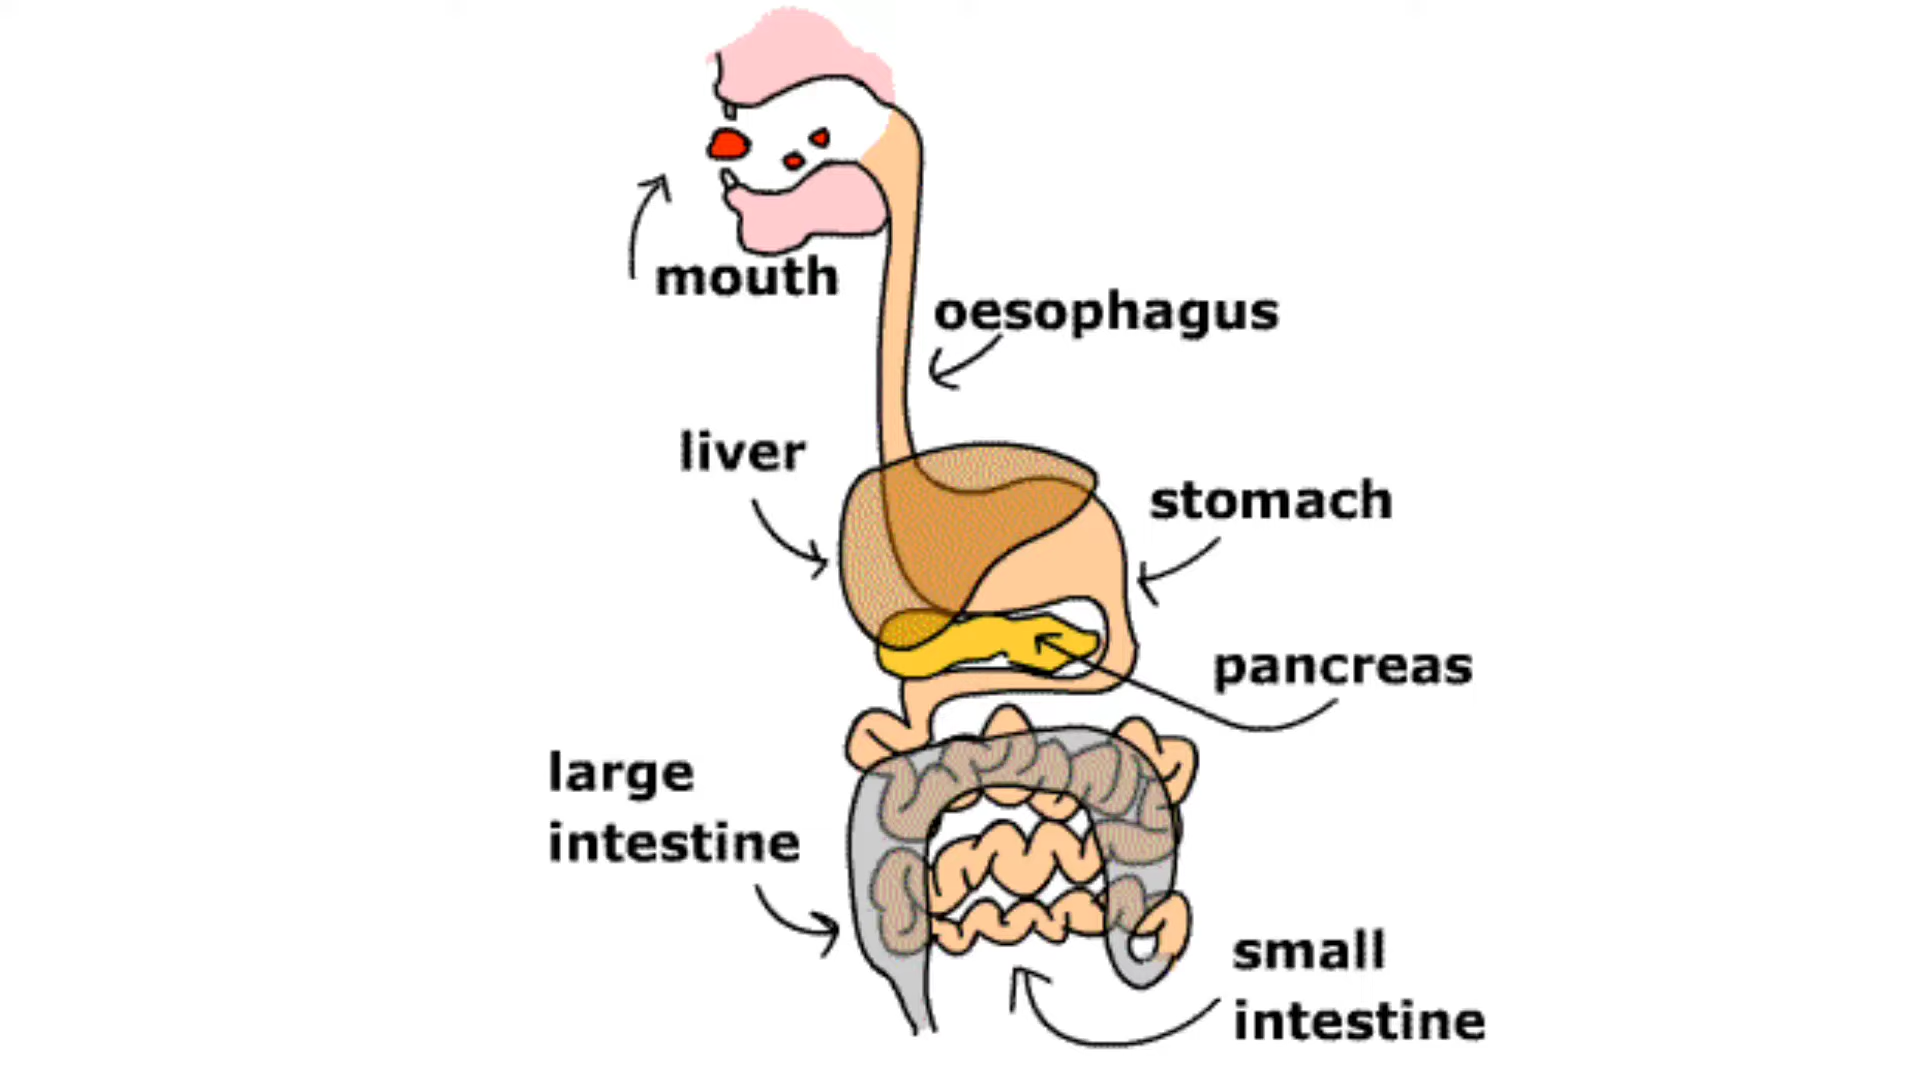 mouth
oesophagus
liver
stomach
pancreas
large
intestine
small
intestine